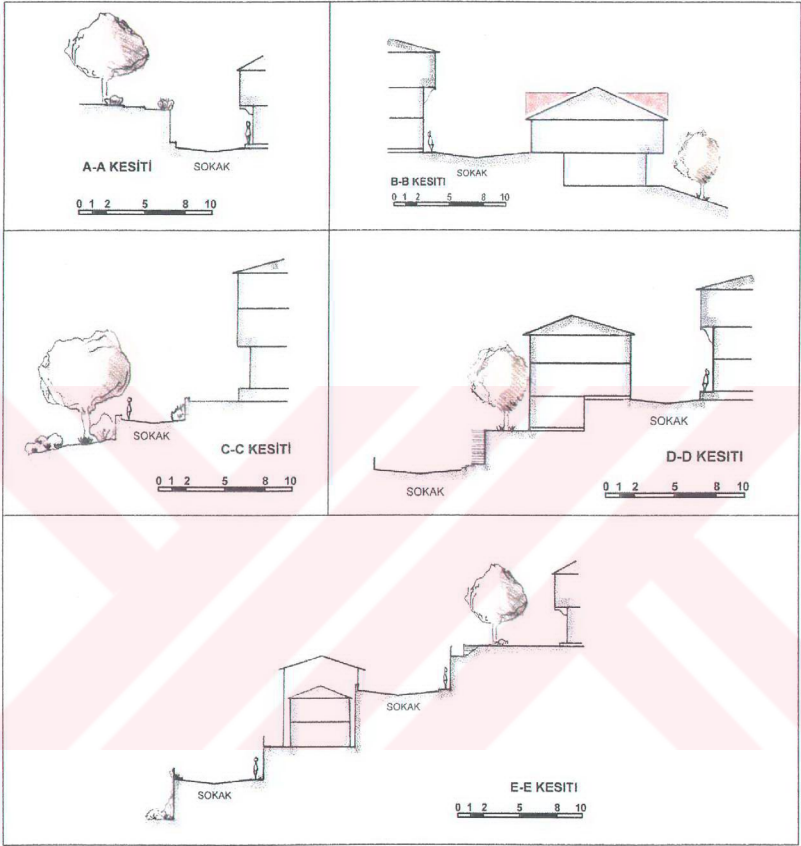 A-A KESİTİ
SOKAK
0 1 2 5 8 10
B-B KESITI
SOKAK
0 1 2 5 8 10
C-C KESİTİ
SOKAK
0 1 2 5 8 10
D-D KESITI
SOKAK
SOKAK
0 1 2 5 8 10
E-E KESITI
SOKAK
SOKAK
0 1 2 5 8 10